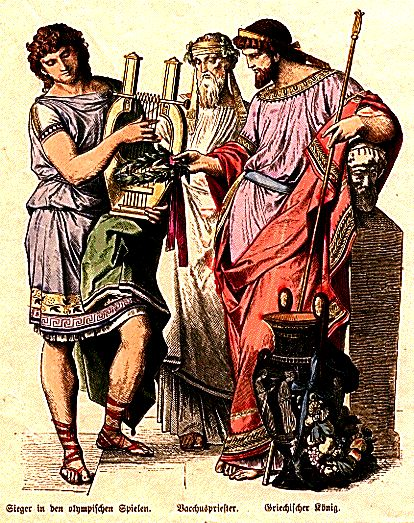 Sieger in den olympischen Spielen. Bacchuspriester. Griechischer König.